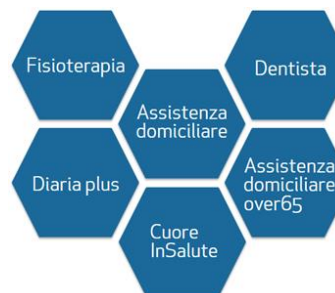 Fisioterapia
Dentista
Assistenza
domiciliare
Diaria plus
Assistenza
domiciliare
over65
Cuore
InSalute